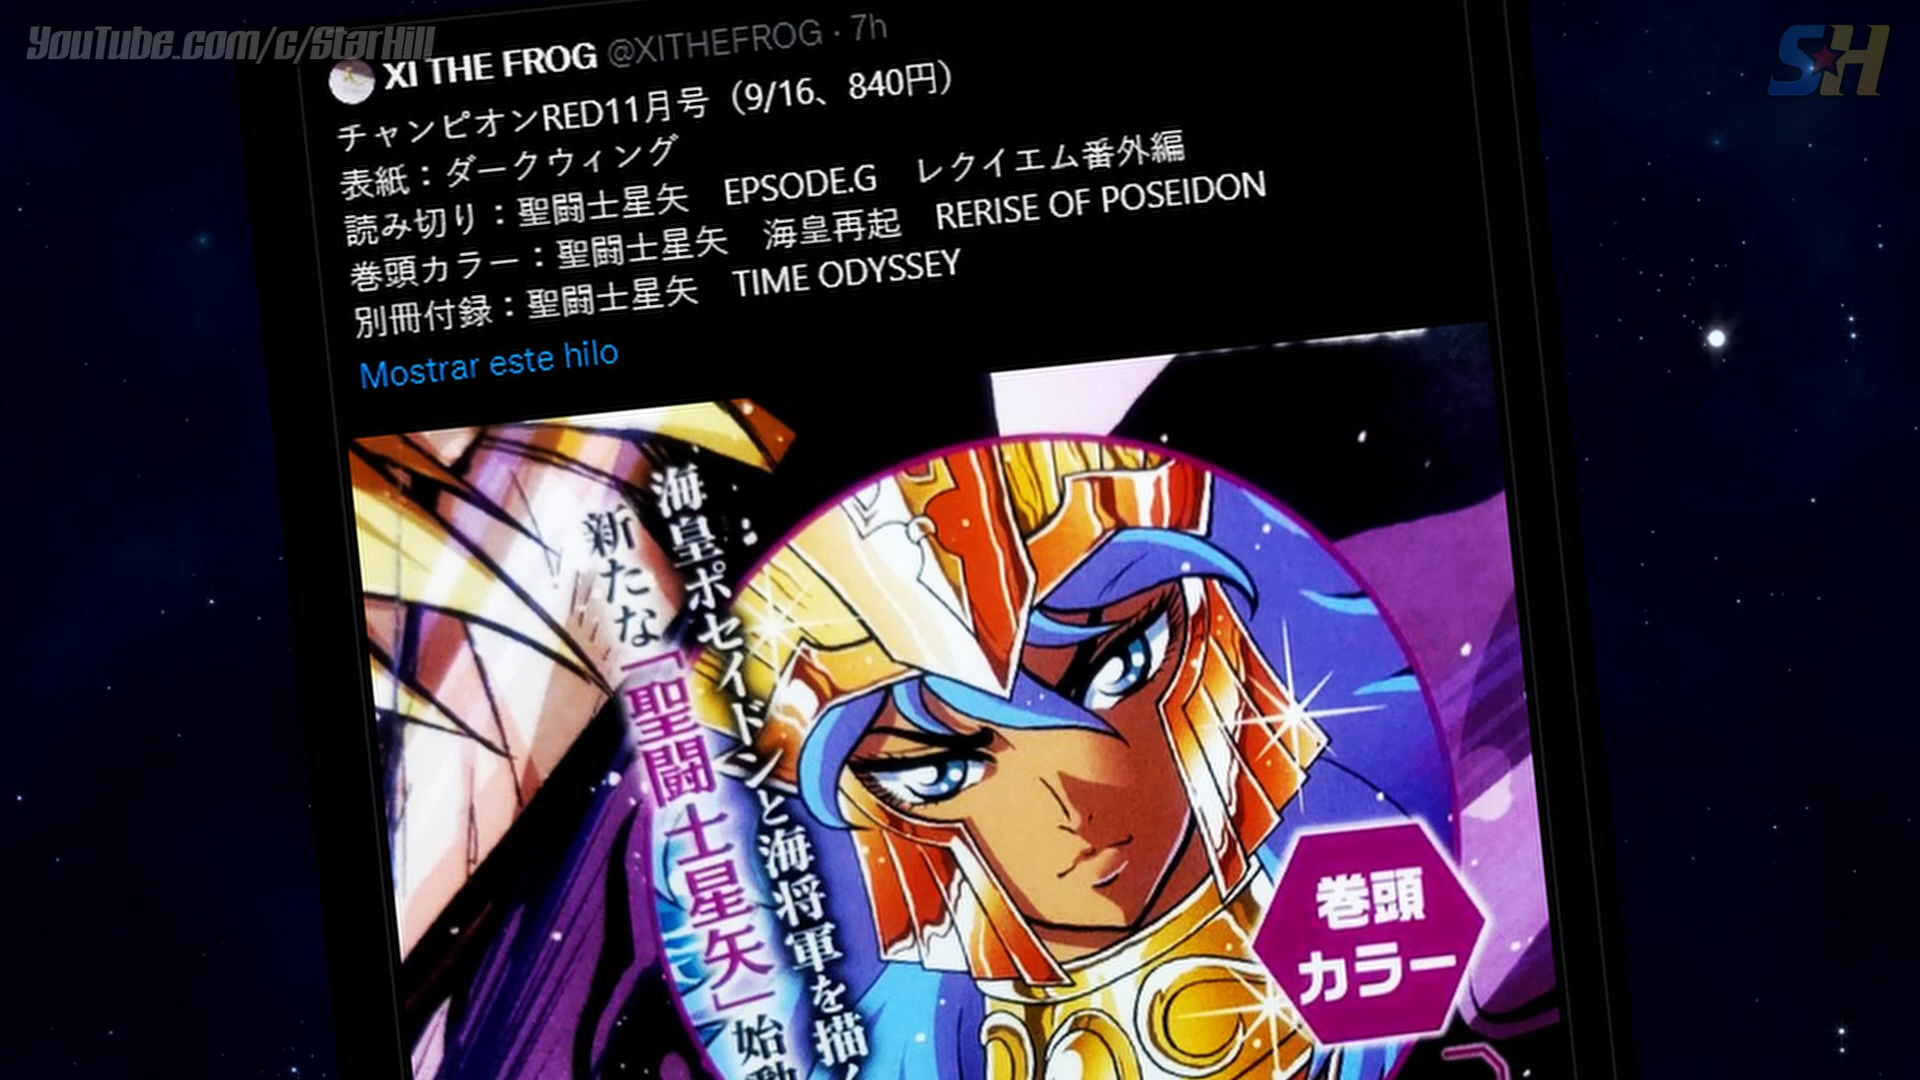 YouTube.com/c/StarHill
SH
XI THE FROG @XITHEFROG · 7h
チャンピオンRED11月号（9/16、840円）
表紙：ダークウィング
読み切り：聖闘士星矢　EPSODE.G　レクイエム番外編
巻頭カラー：聖闘士星矢　海皇再起　RERISE OF POSEIDON
別冊付録：聖闘士星矢　TIME ODYSSEY
Mostrar este hilo
海皇ポセイドンと海将軍を描く
新たな「聖闘士星矢」始動
巻頭
カラー